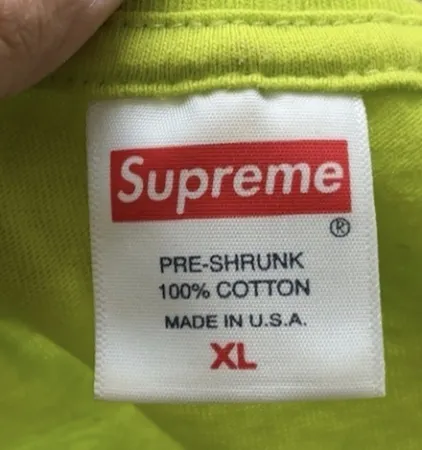 Supreme
®
PRE-SHRUNK
100% COTTON
MADE IN U.S.A.
XL